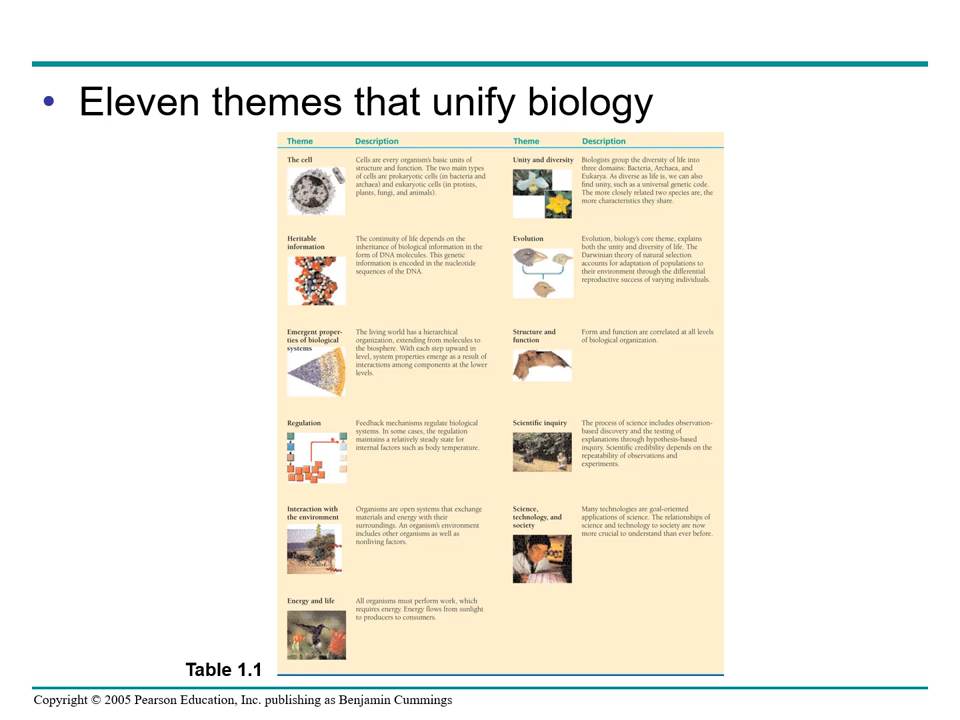 • Eleven themes that unify biology
Theme Description
The cell
Cells are every organism's basic units of
structure and function. The two main types
of cells are prokaryotic cells (in bacteria and
archaea) and eukaryotic cells (in protists,
plants, fungi, and animals).
Heritable
information
The continuity of life depends on the
inheritance of biological information in the
form of DNA molecules. This genetic
information is encoded in the nucleotide
sequences of the DNA.
Emergent proper-
ties of biological
systems
The living world has a hierarchical
organization, extending from molecules to
the biosphere. With each step upward in
level, system properties emerge as a result of
interactions among components at the lower
levels.
Regulation
Feedback mechanisms regulate biological
systems. In some cases, the regulation
maintains a relatively steady state for
internal factors such as body temperature.
Interaction with
the environment
Organisms are open systems that exchange
materials and energy with their
surroundings. An organism's environment
includes other organisms as well as
nonliving factors.
Energy and life
All organisms must perform work, which
requires energy. Energy flows from sunlight
to producers to consumers.
Theme Description
Unity and diversity
Biologists group the diversity of life into
three domains: Bacteria, Archaea, and
Eukarya. As diverse as life is, we can also
find unity, such as a universal genetic code.
The more closely related two species are, the
more characteristics they share.
Evolution
Evolution, biology's core theme, explains
both the unity and diversity of life. The
Darwinian theory of natural selection
accounts for adaptation of populations to
their environment through the differential
reproductive success of varying individuals.
Structure and
function
Form and function are correlated at all levels
of biological organization.
Scientific inquiry
The process of science includes observation-
based discovery and the testing of
explanations through hypothesis-based
inquiry. Scientific credibility depends on the
repeatability of observations and
experiments.
Science,
technology, and
society
Many technologies are goal-oriented
applications of science. The relationships of
science and technology to society are now
more crucial to understand than ever before.
Table 1.1
Copyright © 2005 Pearson Education, Inc. publishing as Benjamin Cummings